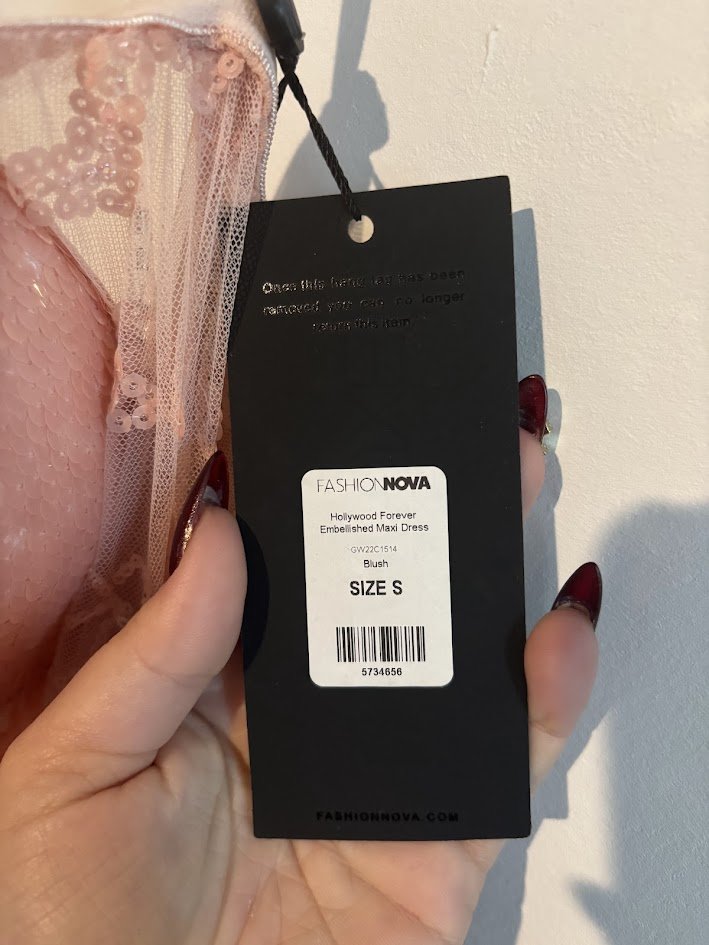 Once this hang tag has been
removed you can no longer
return this item
FASHIONNOVA
Hollywood Forever
Embellished Maxi Dress
GW22C1514
Blush
SIZE S
5734656
FASHIONNOVA.COM